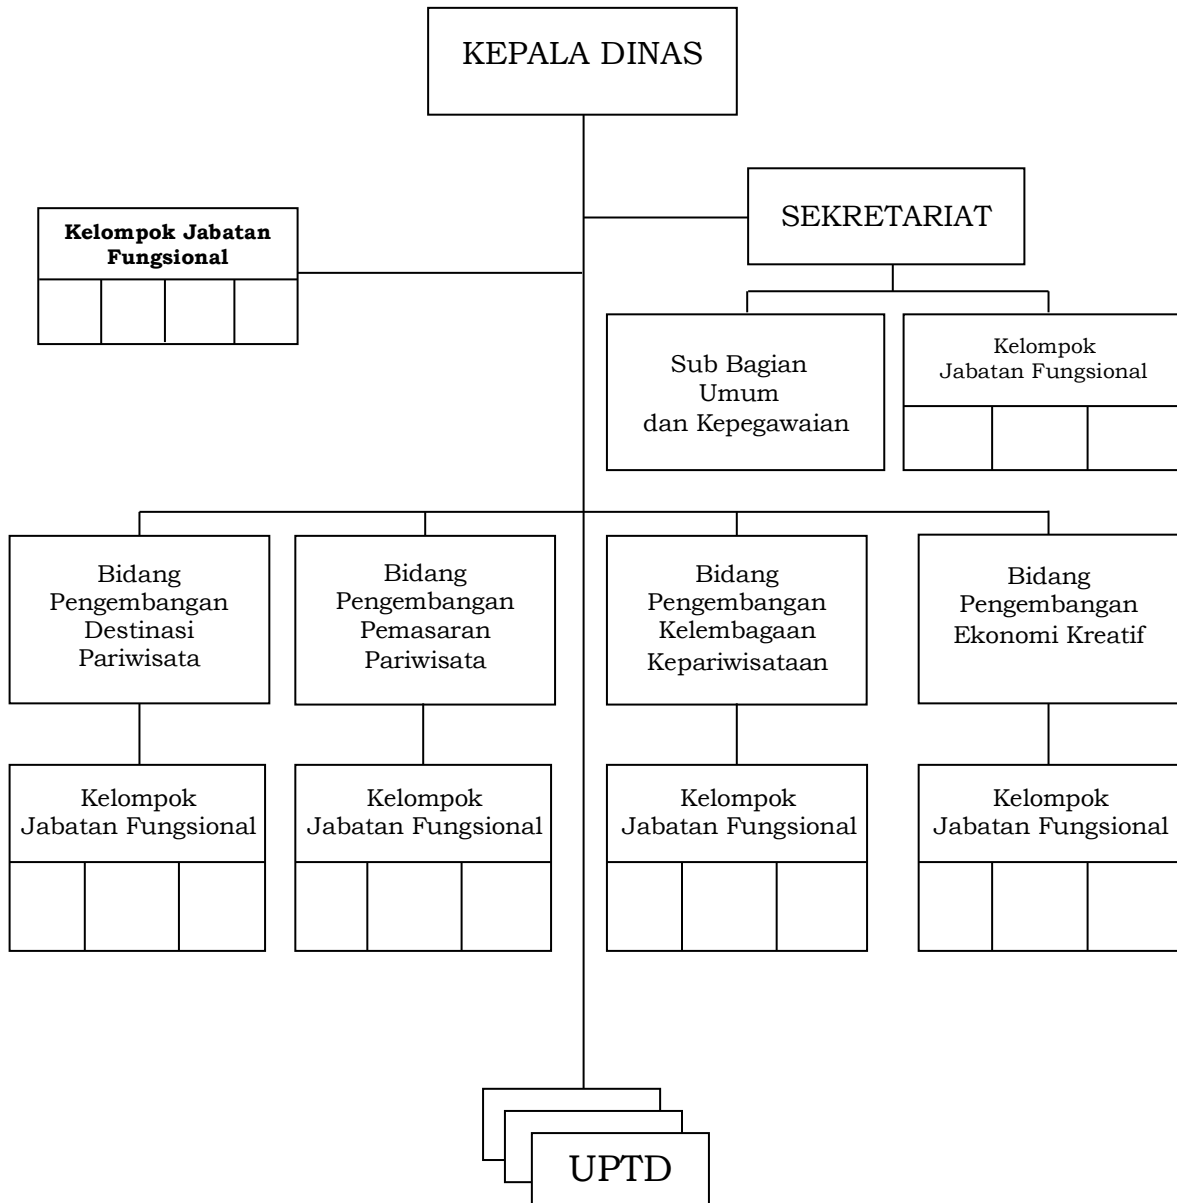 KEPALA DINAS
SEKRETARIAT
Kelompok Jabatan
Fungsional
Sub Bagian
Umum
dan Kepegawaian
Kelompok
Jabatan Fungsional
Bidang
Pengembangan
Destinasi
Pariwisata
Bidang
Pengembangan
Pemasaran
Pariwisata
Bidang
Pengembangan
Kelembagaan
Kepariwisataan
Bidang
Pengembangan
Ekonomi Kreatif
Kelompok
Jabatan Fungsional
Kelompok
Jabatan Fungsional
Kelompok
Jabatan Fungsional
Kelompok
Jabatan Fungsional
UPTD